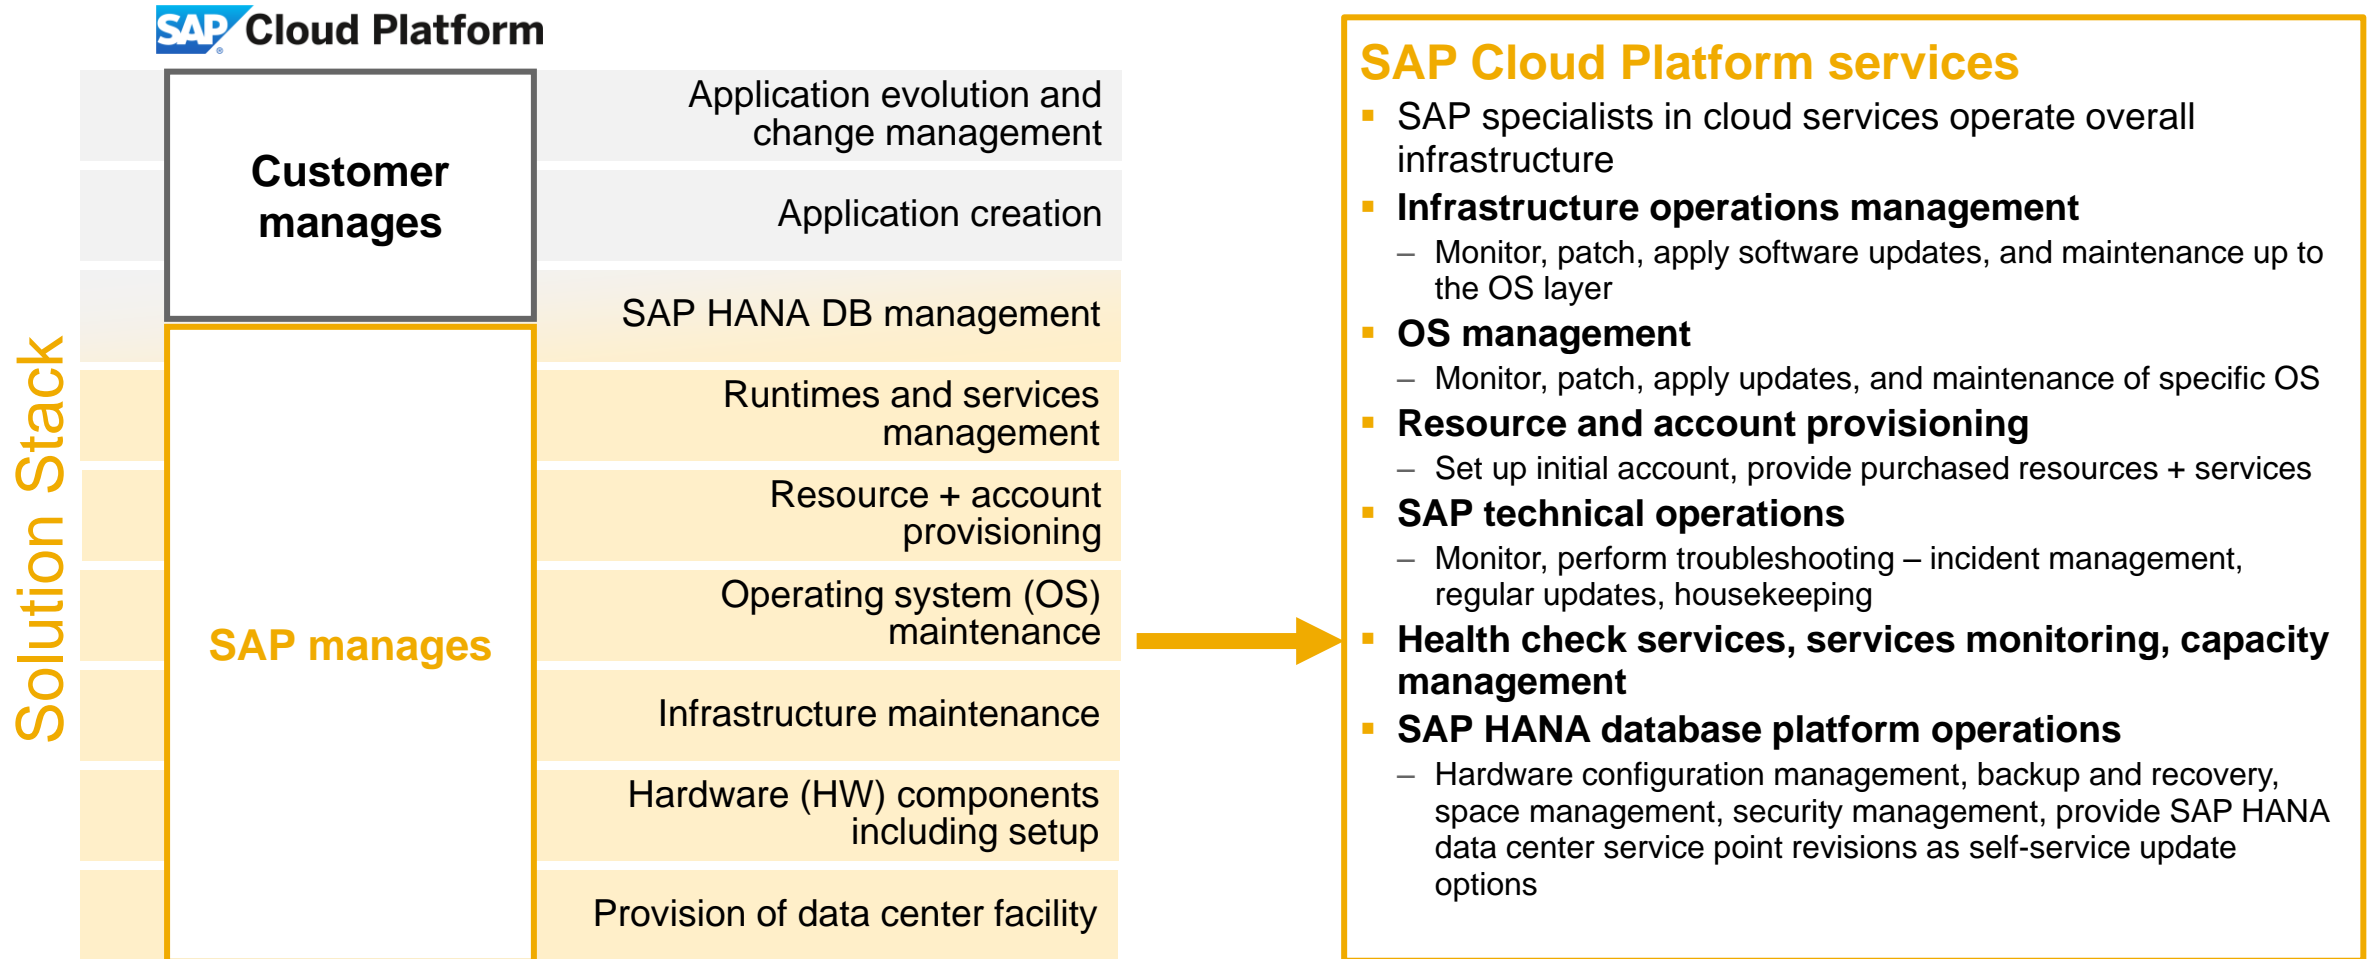 SAP Cloud Platform
Solution Stack
Customer
manages
SAP manages
Application evolution and
change management
Application creation
SAP HANA DB management
Runtimes and services
management
Resource + account
provisioning
Operating system (OS)
maintenance
Infrastructure maintenance
Hardware (HW) components
including setup
Provision of data center facility
SAP Cloud Platform services
▪ SAP specialists in cloud services operate overall
infrastructure
▪ Infrastructure operations management
– Monitor, patch, apply software updates, and maintenance up to
the OS layer
▪ OS management
– Monitor, patch, apply updates, and maintenance of specific OS
▪ Resource and account provisioning
– Set up initial account, provide purchased resources + services
▪ SAP technical operations
– Monitor, perform troubleshooting – incident management,
regular updates, housekeeping
▪ Health check services, services monitoring, capacity
management
▪ SAP HANA database platform operations
– Hardware configuration management, backup and recovery,
space management, security management, provide SAP HANA
data center service point revisions as self-service update
options